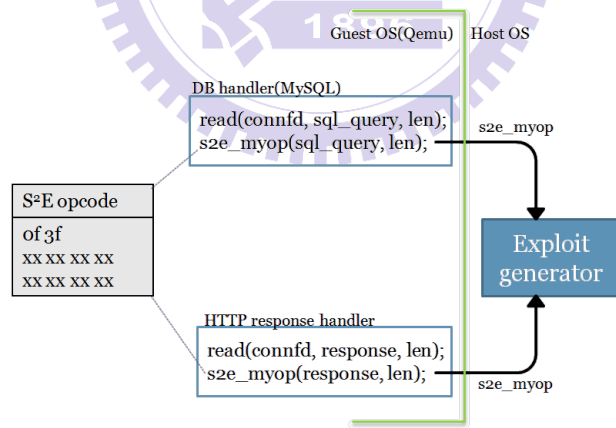 1896
Guest OS(Qemu)
Host OS
DB handler(MySQL)
read(connfd, sql_query, len);
s2e_myop(sql_query, len);
s2e_myop
S²E opcode
0f 3f
xx xx xx xx
xx xx xx xx
Exploit
generator
HTTP response handler
read(connfd, response, len);
s2e_myop(response, len);
s2e_myop